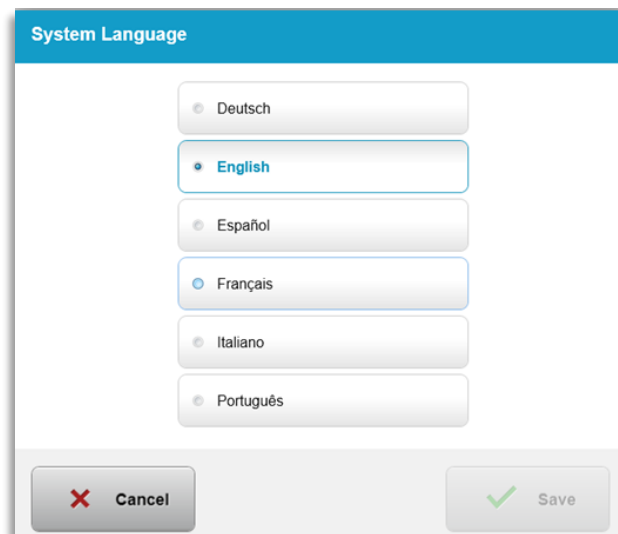 System Language
Deutsch
English
Español
Français
Italiano
Português
Cancel
Save